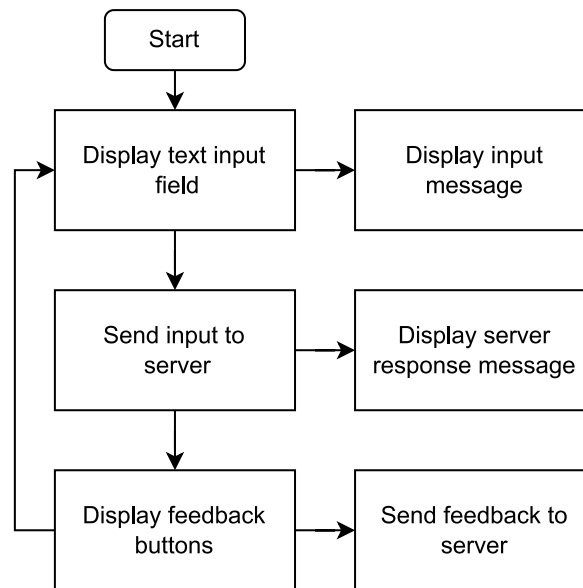 Start
Display text input
field
Display input
message
Send input to
server
Display server
response message
Display feedback
buttons
Send feedback to
server